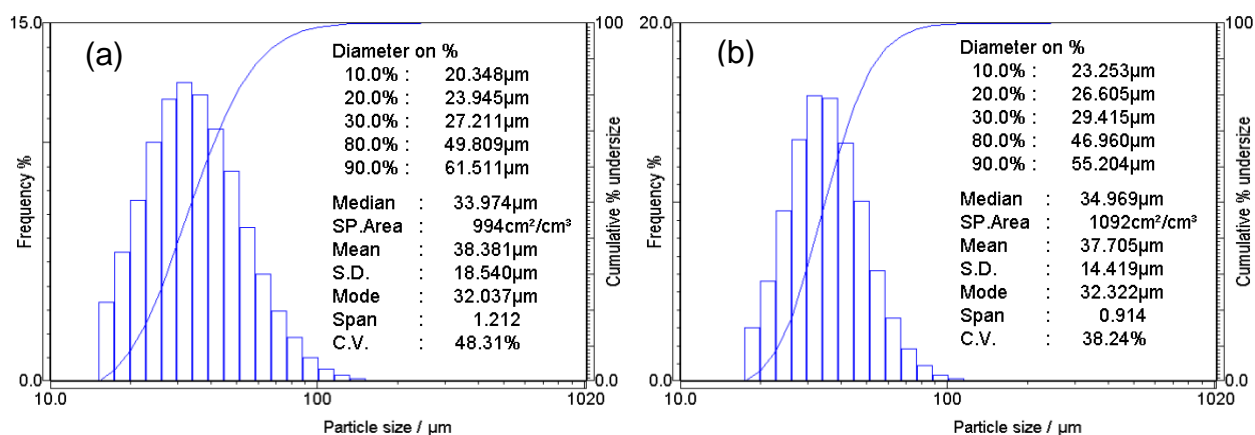 15.0
(a)
Diameter on %
10.0% : 20.348µm
20.0% : 23.945µm
30.0% : 27.211µm
80.0% : 49.809µm
90.0% : 61.511µm
Median : 33.974µm
SP.Area : 994cm²/cm³
Mean : 38.381µm
S.D. : 18.540µm
Mode : 32.037µm
Span : 1.212
C.V. : 48.31%
Frequency %
0.0
100
Cumulative % undersize
0.0
10.0 100 1020
Particle size / µm
20.0
(b)
Diameter on %
10.0% : 23.253µm
20.0% : 26.605µm
30.0% : 29.415µm
80.0% : 46.960µm
90.0% : 55.204µm
Median : 34.969µm
SP.Area : 1092cm²/cm³
Mean : 37.705µm
S.D. : 14.419µm
Mode : 32.322µm
Span : 0.914
C.V. : 38.24%
Frequency %
0.0
100
Cumulative % undersize
0.0
10.0 100 1020
Particle size / µm